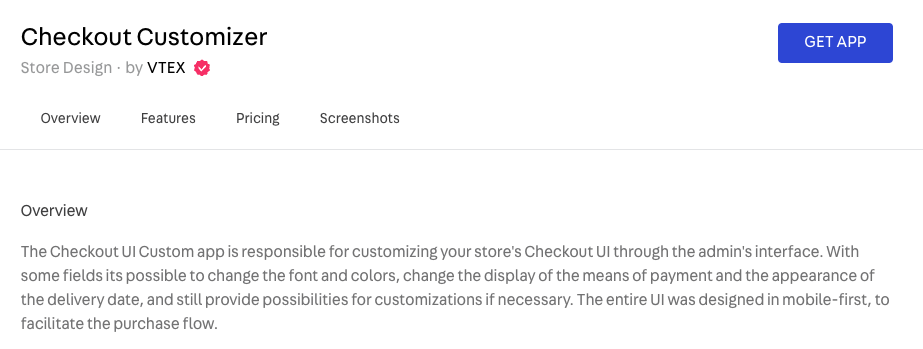 Checkout Customizer
GET APP
Store Design · by VTEX
Overview Features Pricing Screenshots
Overview
The Checkout UI Custom app is responsible for customizing your store's Checkout UI through the admin's interface. With
some fields its possible to change the font and colors, change the display of the means of payment and the appearance of
the delivery date, and still provide possibilities for customizations if necessary. The entire UI was designed in mobile-first, to
facilitate the purchase flow.